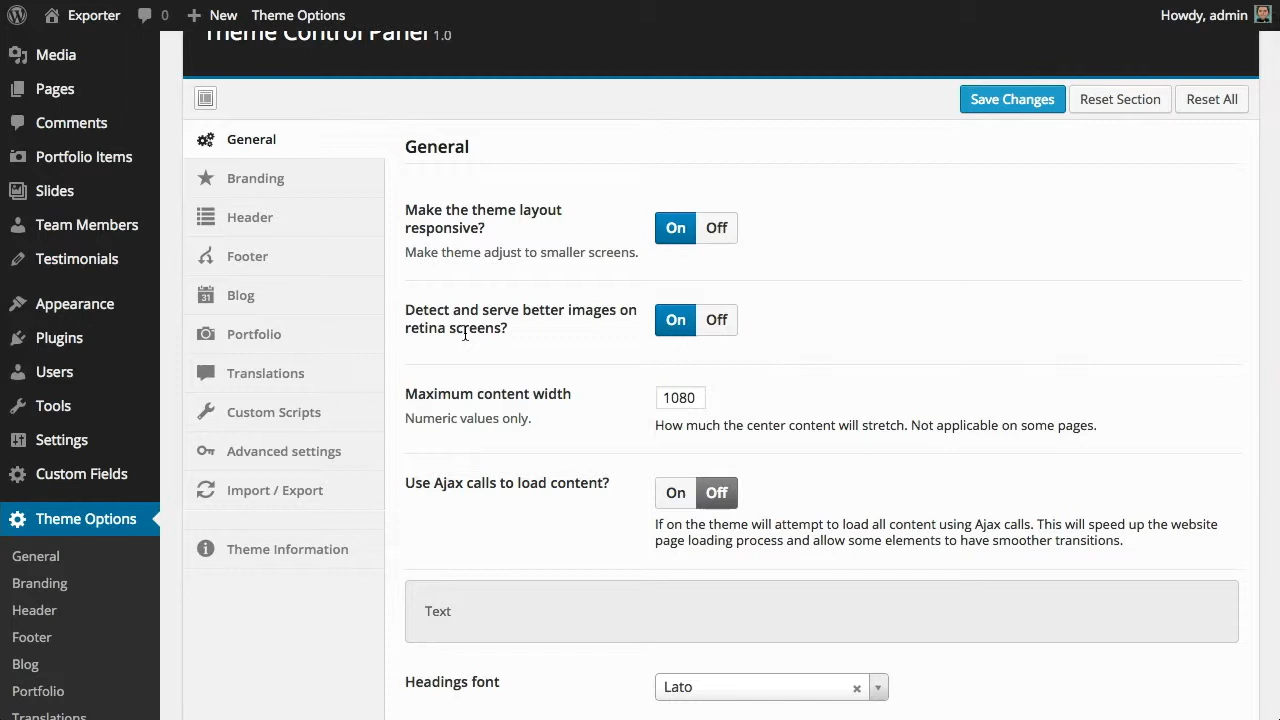 Exporter 0 New Theme Options Howdy, admin
Media
Pages
Comments
Portfolio Items
Slides
Team Members
Testimonials
Appearance
Plugins
Users
Tools
Settings
Custom Fields
Theme Options
General
Branding
Header
Footer
Blog
Portfolio
Translations
Theme Control Panel 1.0
Save Changes Reset Section Reset All
General
Branding
Header
Footer
31
Blog
Portfolio
Translations
Custom Scripts
Advanced settings
Import / Export
Theme Information
General
Make the theme layout
responsive?
Make theme adjust to smaller screens.
On Off
Detect and serve better images on
retina screens?
On Off
Maximum content width
Numeric values only.
1080
How much the center content will stretch. Not applicable on some pages.
Use Ajax calls to load content?
On Off
If on the theme will attempt to load all content using Ajax calls. This will speed up the website
page loading process and allow some elements to have smoother transitions.
Text
Headings font
Lato